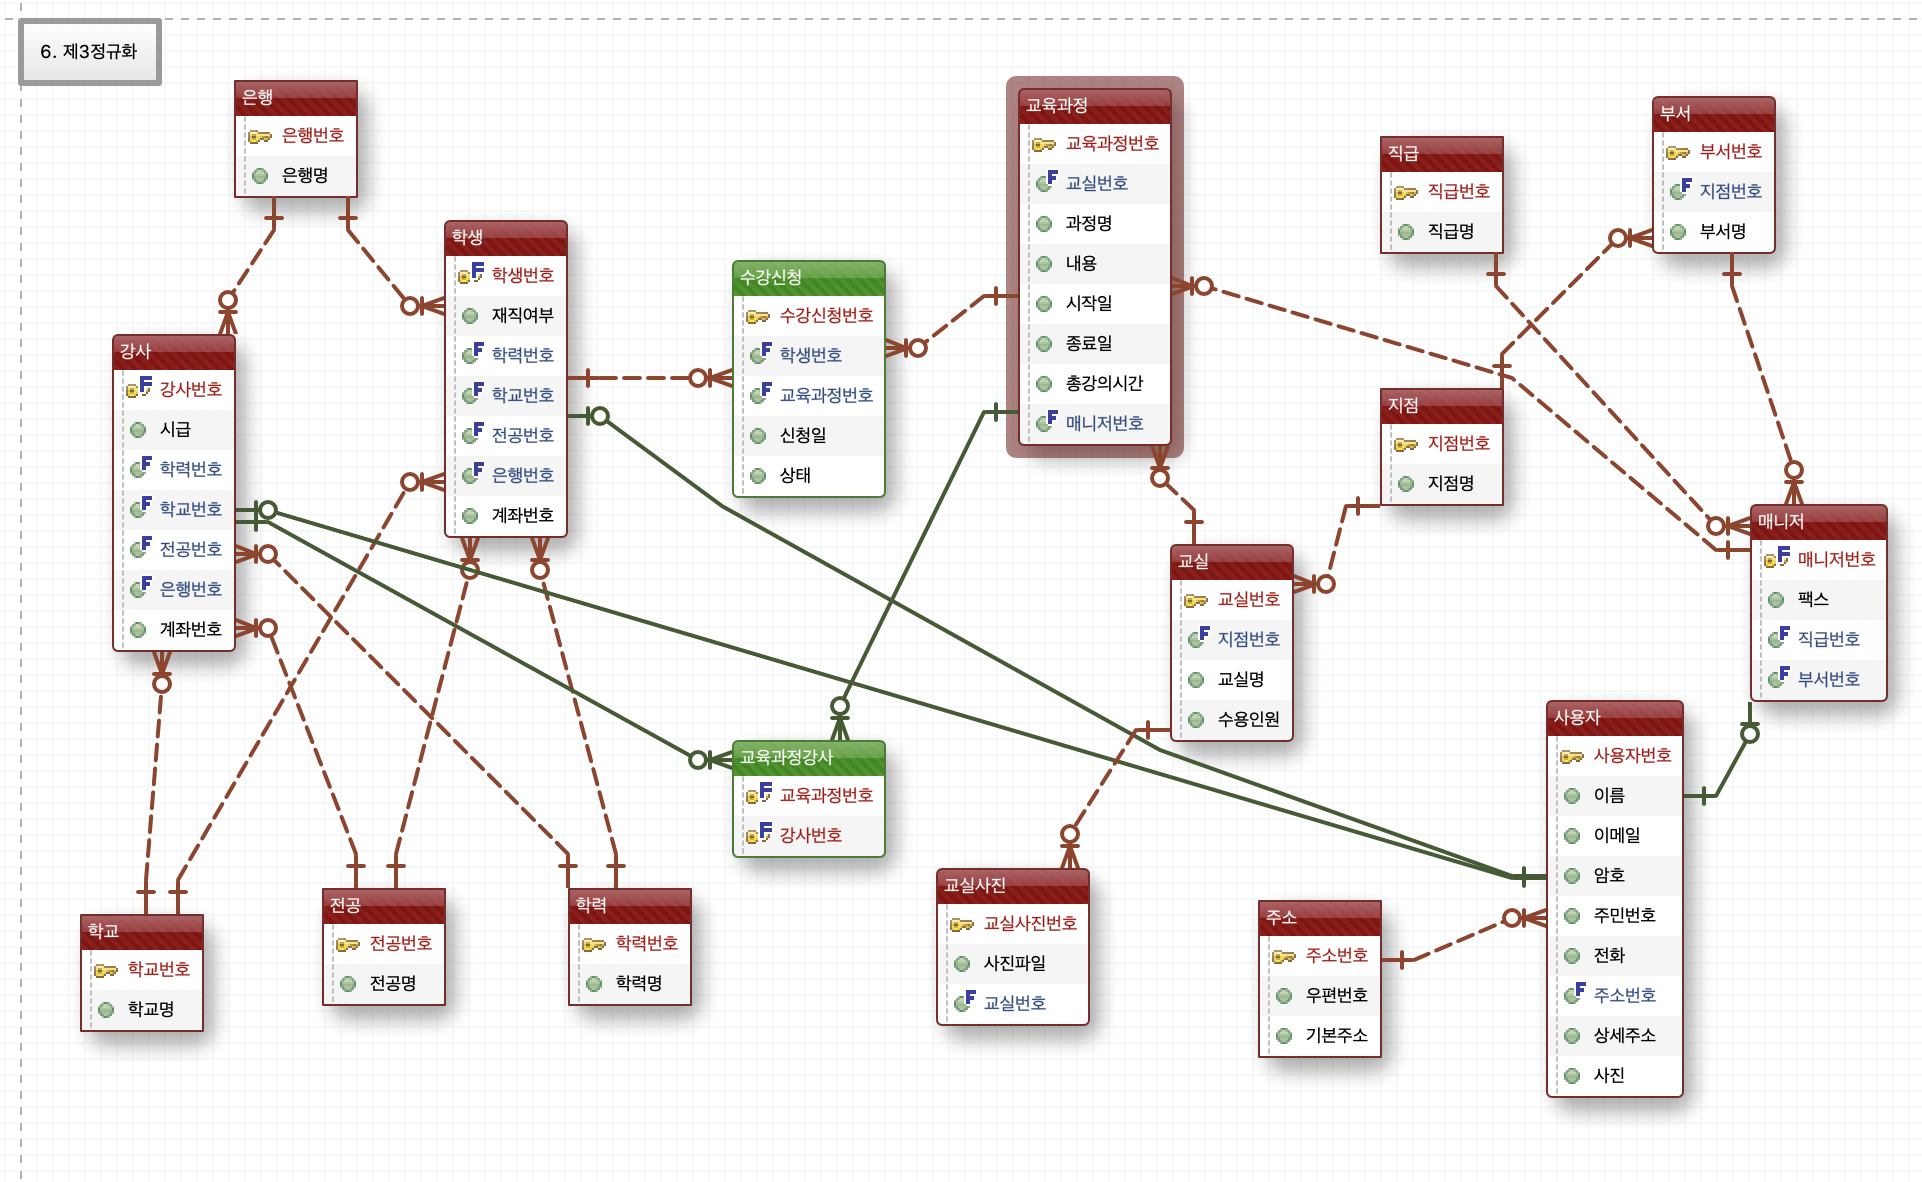 6. 제3정규화
은행
은행번호
은행명
학생
학생번호
재직여부
학력번호
학교번호
전공번호
은행번호
계좌번호
강사
강사번호
시급
학력번호
학교번호
전공번호
은행번호
계좌번호
수강신청
수강신청번호
학생번호
교육과정번호
신청일
상태
교육과정
교육과정번호
교실번호
과정명
내용
시작일
종료일
총강의시간
매니저번호
직급
직급번호
직급명
부서
부서번호
지점번호
부서명
지점
지점번호
지점명
매니저
매니저번호
팩스
직급번호
부서번호
교실
교실번호
지점번호
교실명
수용인원
교육과정강사
교육과정번호
강사번호
사용자
사용자번호
이름
이메일
암호
주민번호
전화
주소번호
상세주소
사진
학교
학교번호
학교명
전공
전공번호
전공명
학력
학력번호
학력명
교실사진
교실사진번호
사진파일
교실번호
주소
주소번호
우편번호
기본주소